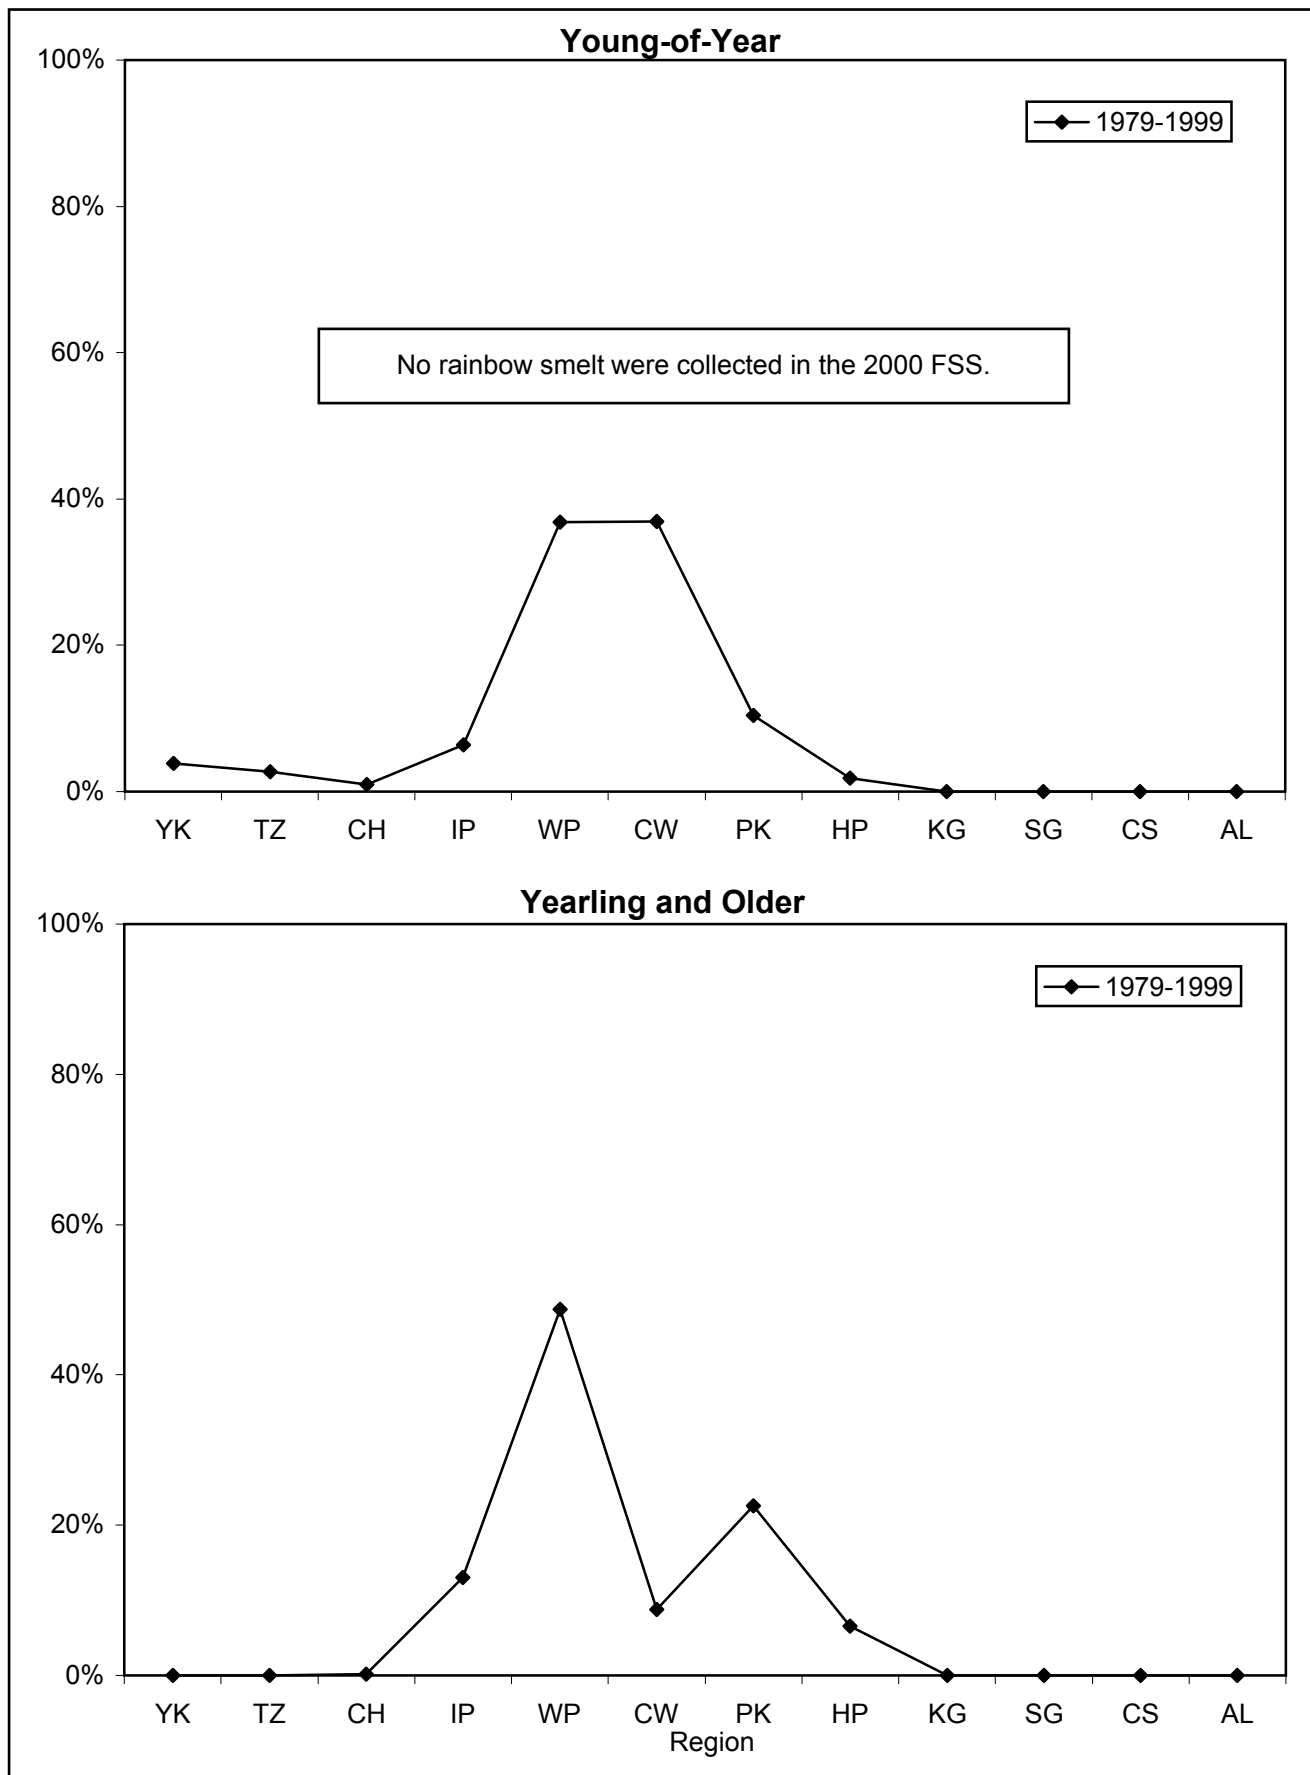 Young-of-Year
100%
1979-1999
80%
60%
No rainbow smelt were collected in the 2000 FSS.
40%
20%
0%
YK TZ CH IP WP CW PK HP KG SG CS AL
Yearling and Older
100%
1979-1999
80%
60%
40%
20%
0%
YK TZ CH IP WP CW PK HP KG SG CS AL
Region